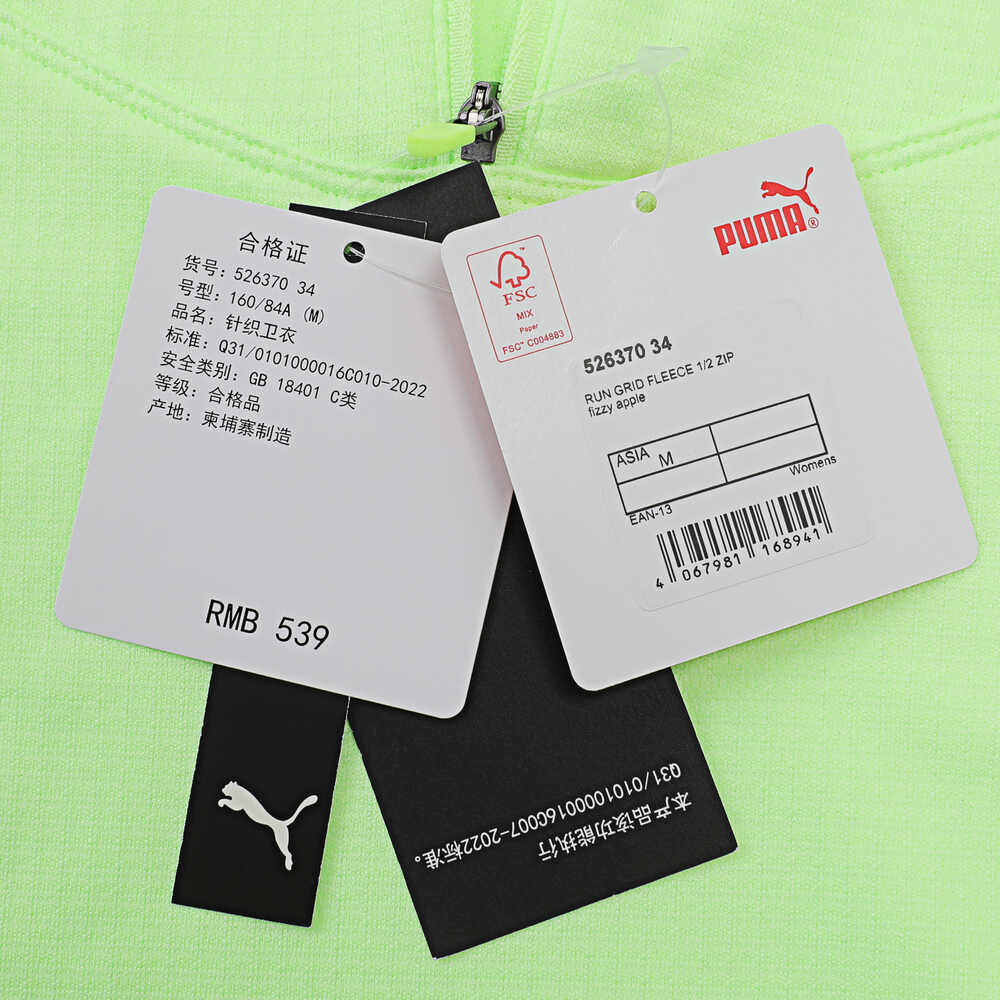 合格证
货号: 526370 34
号型: 160/84A (M)
品名: 针织卫衣
标准: Q31/0101000016C010-2022
安全类别: GB 18401 C类
等级: 合格品
产地: 柬埔寨制造
RMB 539
PUMA®
FSC™
MIX
Paper
FSC™ C004883
526370 34
RUN GRID FLEECE 1/2 ZIP
fizzy apple
ASIA M
Womens
EAN-13
4 067981 168941
本产品该功能执行
Q31/0101000016C007-2022标准。